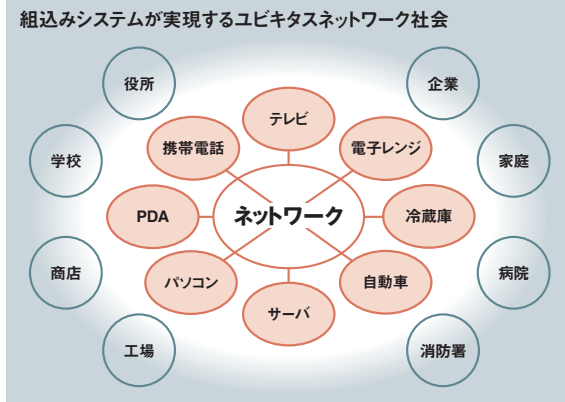 組込みシステムが実現するユビキタスネットワーク社会
役所
企業
テレビ
携帯電話
電子レンジ
学校
家庭
PDA
ネットワーク
冷蔵庫
商店
病院
パソコン
自動車
サーバ
工場
消防署